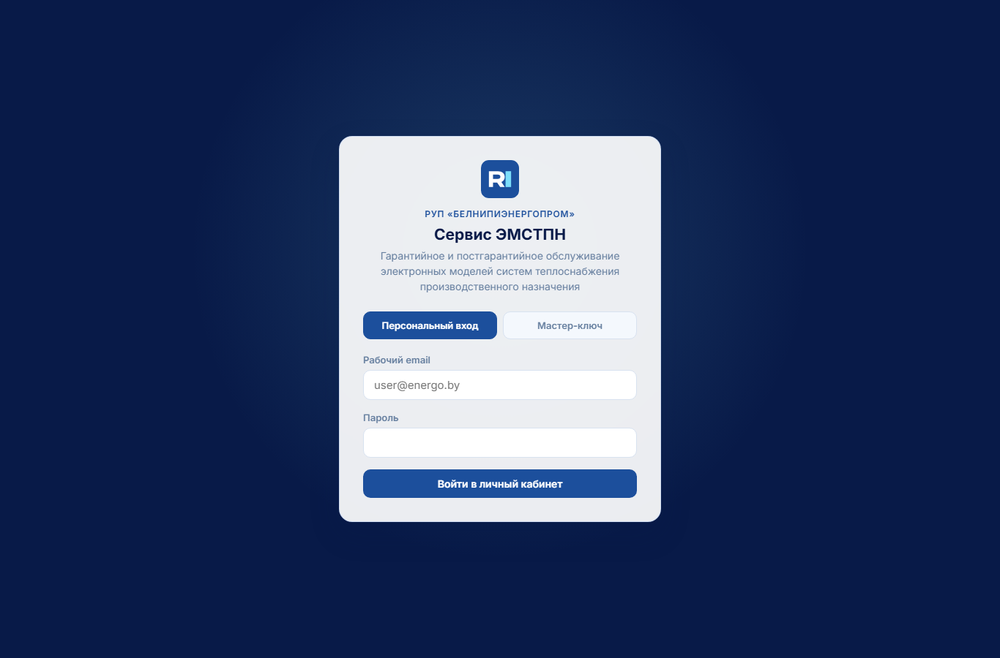 RI
РУП «БЕЛНИПИЭНЕРГОПРОМ»
Сервис ЭМСТПН
Гарантийное и постгарантийное обслуживание
электронных моделей систем теплоснабжения
производственного назначения
Персональный вход
Мастер-ключ
Рабочий email
user@energo.by
Пароль
Войти в личный кабинет